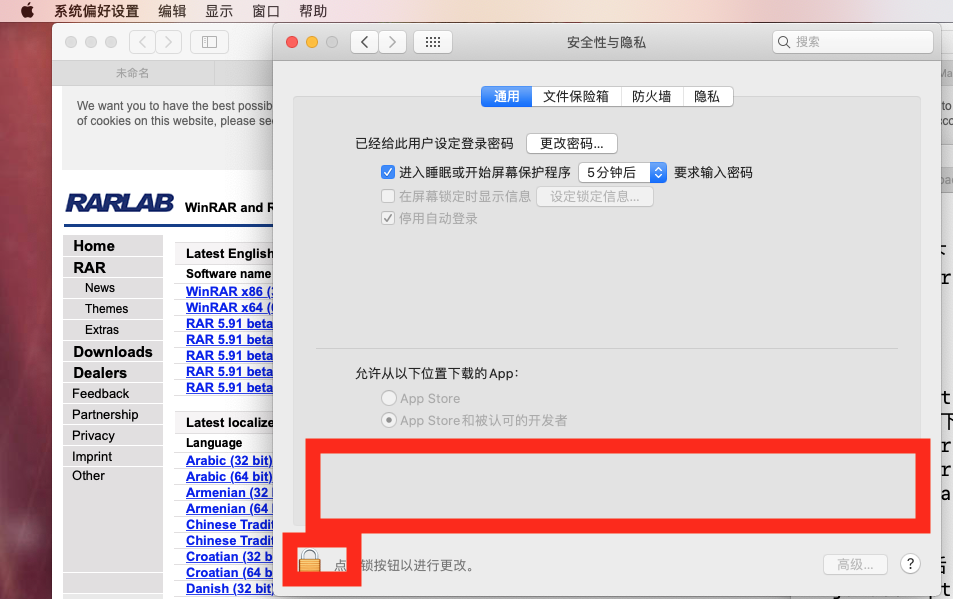 系统偏好设置 编辑 显示 窗口 帮助
安全性与隐私
搜索
未命名
通用 文件保险箱 防火墙 隐私
已经给此用户设定登录密码 更改密码...
进入睡眠或开始屏幕保护程序 5分钟后 要求输入密码
在屏幕锁定时显示信息 设定锁定信息...
停用自动登录
允许从以下位置下载的App:
App Store
App Store和被认可的开发者
点 锁按钮以进行更改。
高级... ?
We want you to have the best possib
of cookies on this website, please se
RARLAB WinRAR and R
Home
RAR
News
Themes
Extras
Downloads
Dealers
Feedback
Partnership
Privacy
Imprint
Other
Latest English
Software name
WinRAR x86 (3
WinRAR x64 (6
RAR 5.91 beta
RAR 5.91 beta
RAR 5.91 beta
RAR 5.91 beta
RAR 5.91 beta
Latest localize
Language
Arabic (32 bit)
Arabic (64 bit)
Armenian (32
Armenian (64
Chinese Tradit
Chinese Tradit
Croatian (32 b
Croatian (64 b
Danish (32 bit)